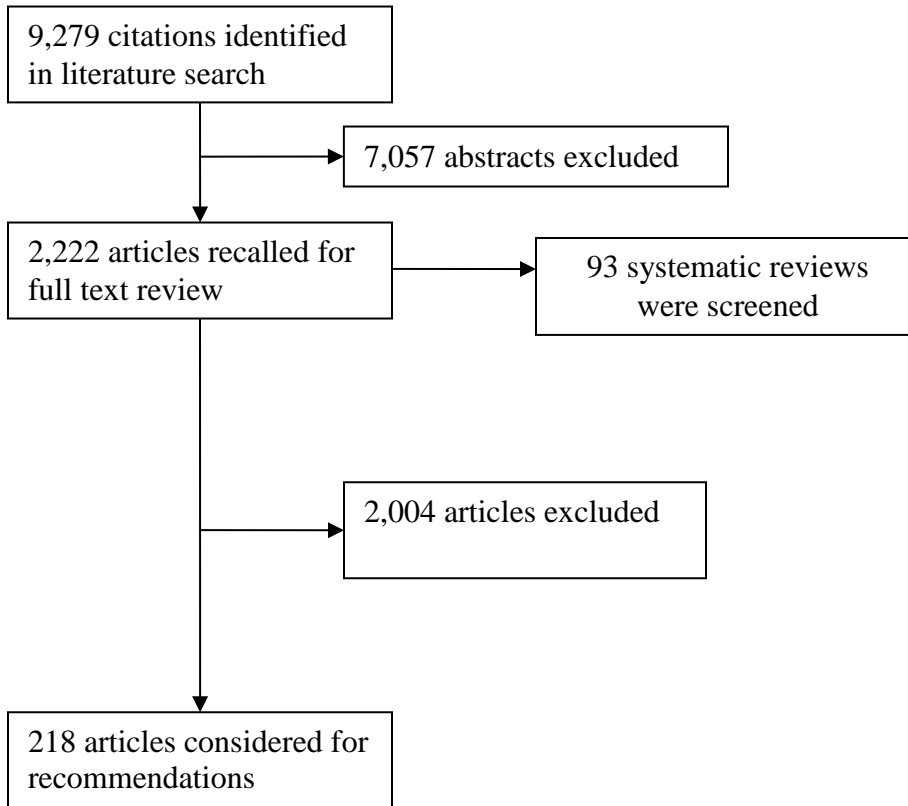 9,279 citations identified
in literature search
7,057 abstracts excluded
2,222 articles recalled for
full text review
93 systematic reviews
were screened
2,004 articles excluded
218 articles considered for
recommendations